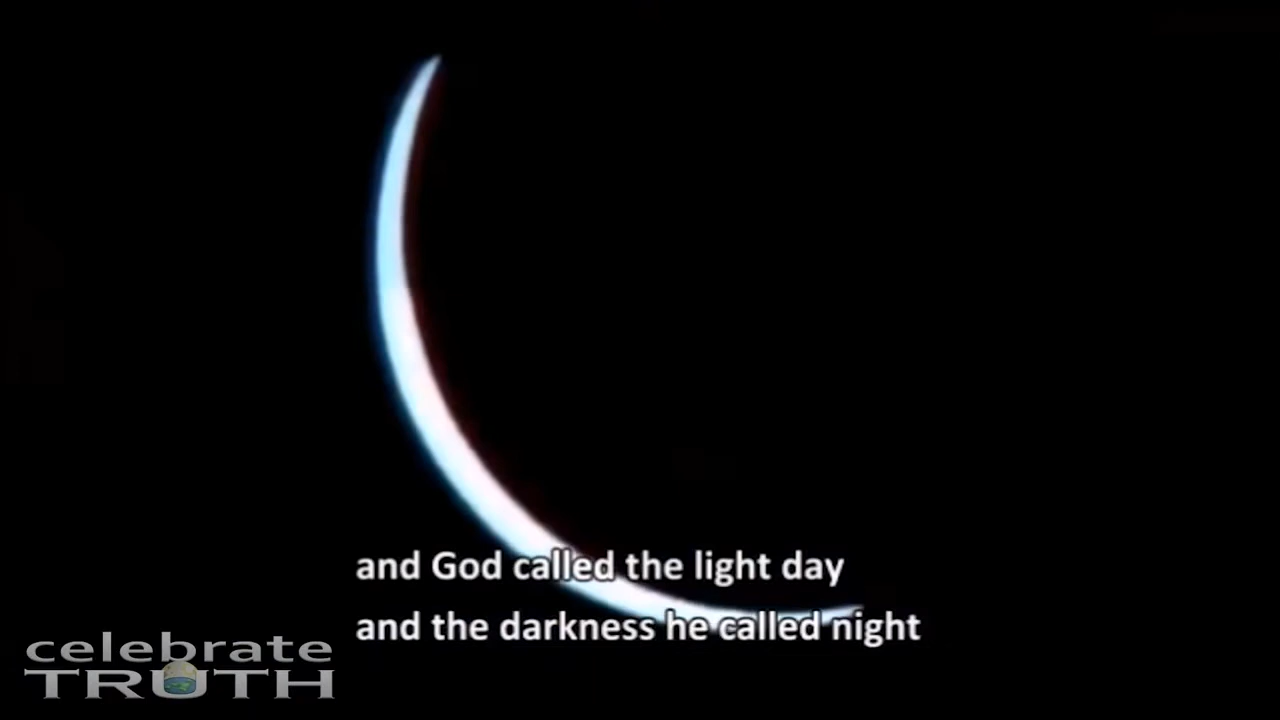 and God called the light day
and the darkness he called night
celebrate
TRUTH